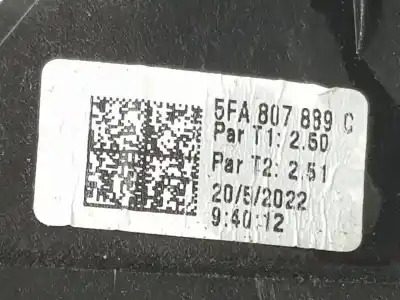 5FA 807 889 C
Par T1: 2.50
Par T2: 2.51
20/5/2022
9:40:12